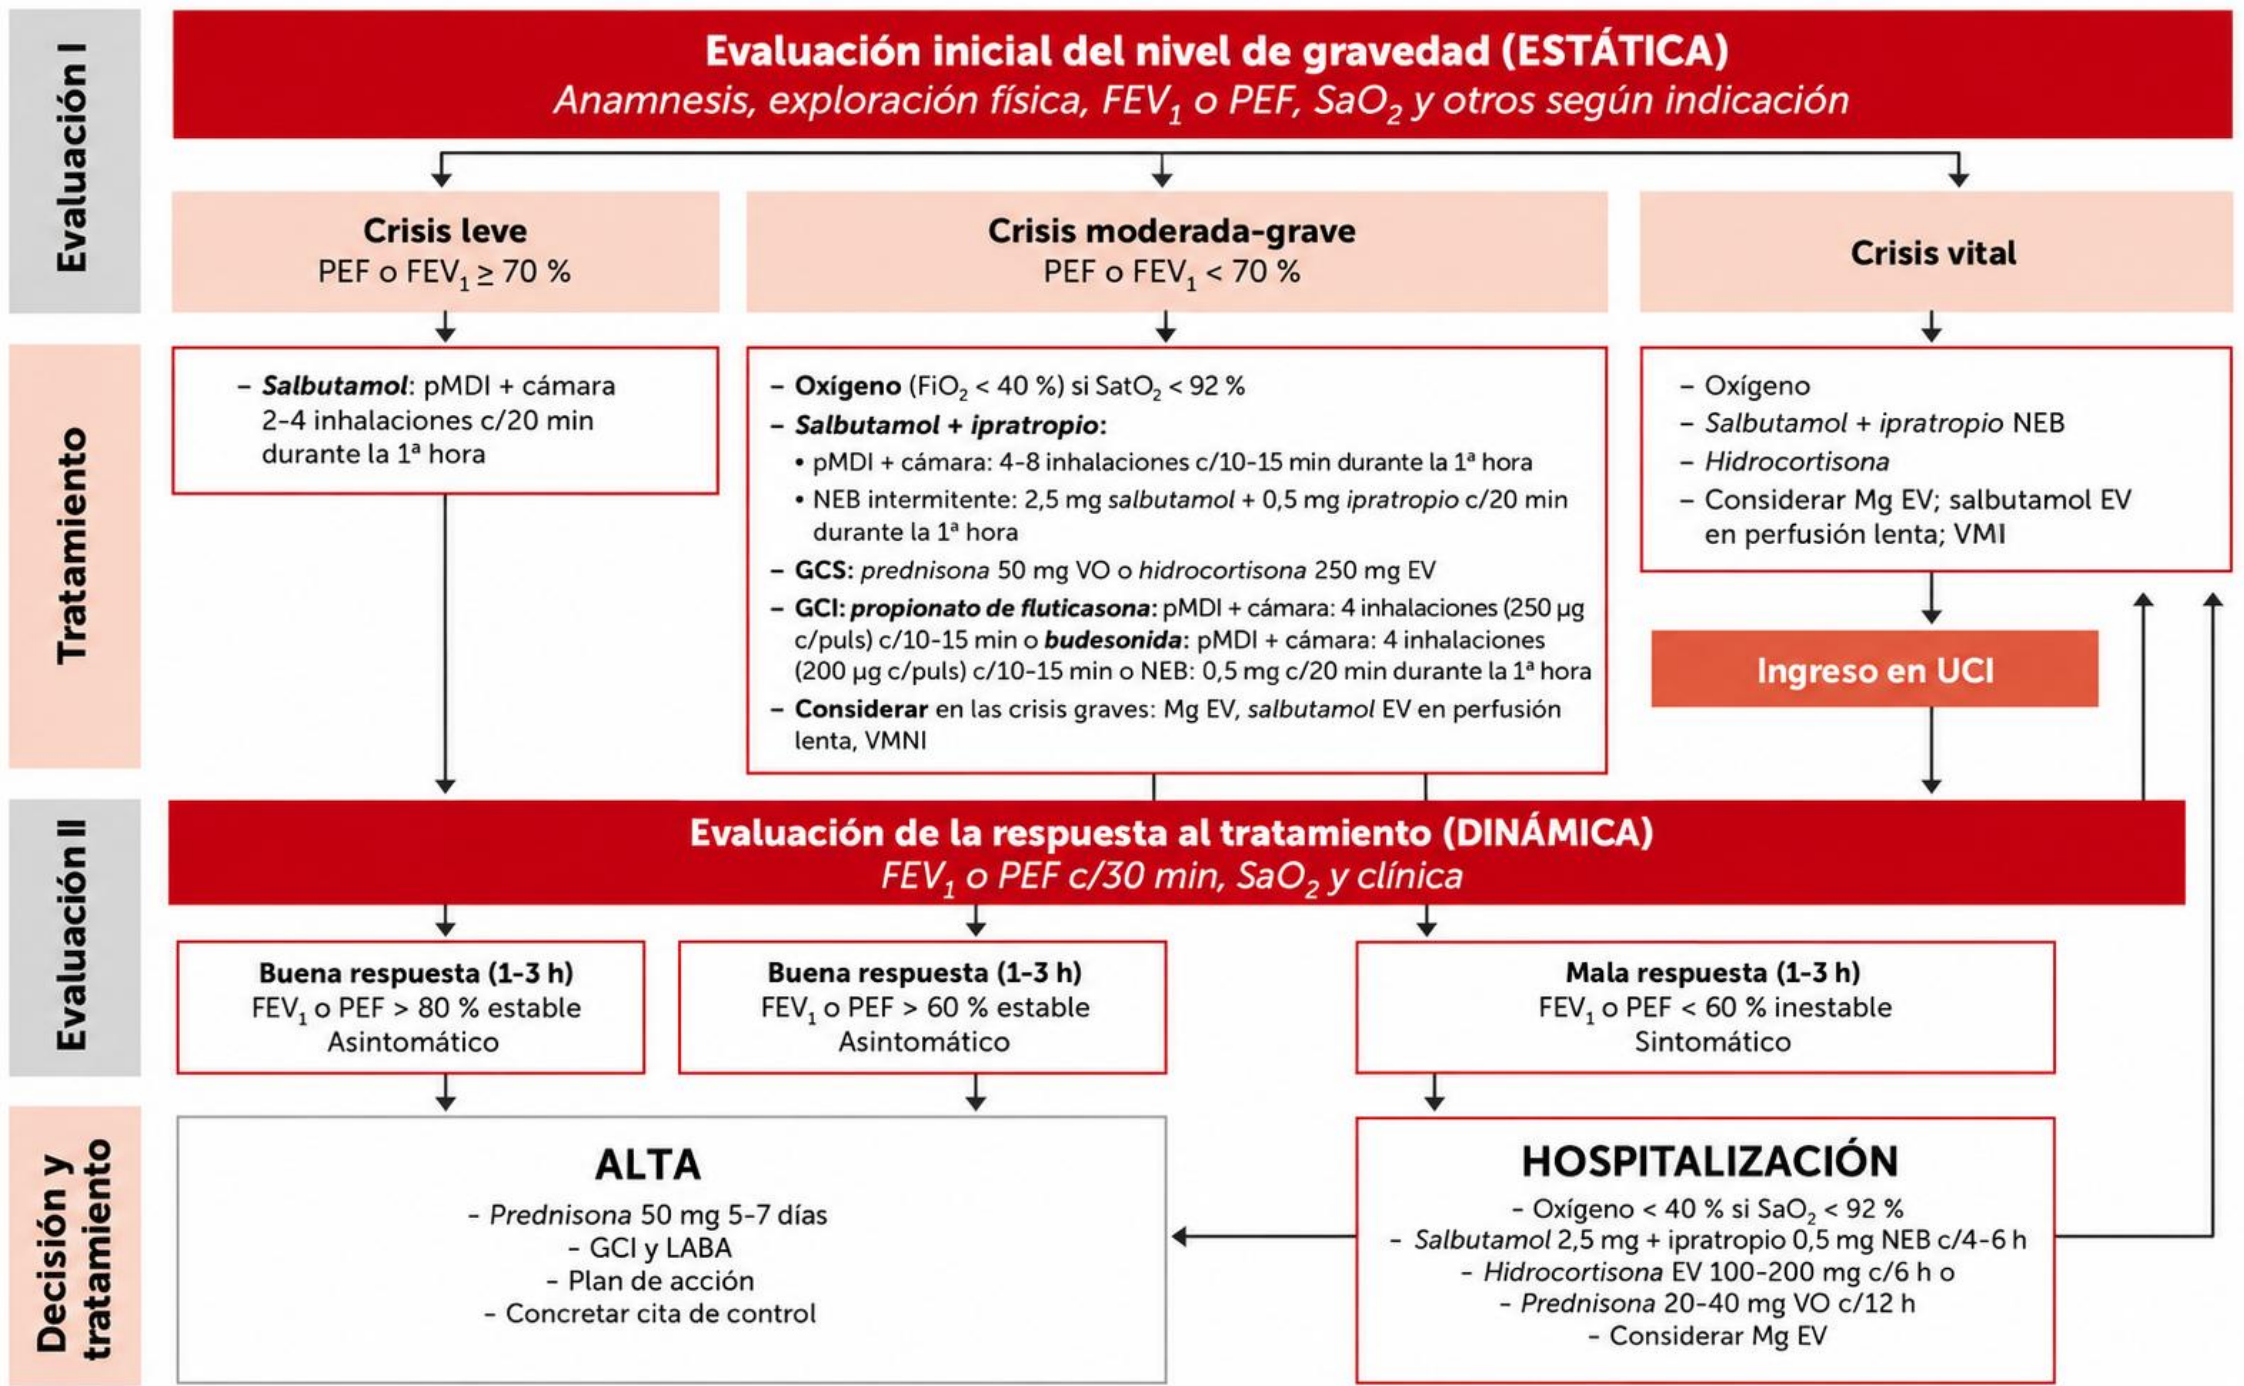 Evaluación I
Evaluación inicial del nivel de gravedad (ESTÁTICA)
Anamnesis, exploración física, FEV₁ o PEF, SaO₂ y otros según indicación
Crisis leve
PEF o FEV₁ ≥ 70 %
Crisis moderada-grave
PEF o FEV₁ < 70 %
Crisis vital
Tratamiento
– Salbutamol: pMDI + cámara
2-4 inhalaciones c/20 min
durante la 1ª hora
– Oxígeno (FiO₂ < 40 %) si SatO₂ < 92 %
– Salbutamol + ipratropio:
• pMDI + cámara: 4-8 inhalaciones c/10-15 min durante la 1ª hora
• NEB intermitente: 2,5 mg salbutamol + 0,5 mg ipratropio c/20 min
durante la 1ª hora
– GCS: prednisona 50 mg VO o hidrocortisona 250 mg EV
– GCI: propionato de fluticasona: pMDI + cámara: 4 inhalaciones (250 µg
c/puls) c/10-15 min o budesonida: pMDI + cámara: 4 inhalaciones
(200 µg c/puls) c/10-15 min o NEB: 0,5 mg c/20 min durante la 1ª hora
– Considerar en las crisis graves: Mg EV, salbutamol EV en perfusión
lenta, VMNI
– Oxígeno
– Salbutamol + ipratropio NEB
– Hidrocortisona
– Considerar Mg EV; salbutamol EV
en perfusión lenta; VMI
Ingreso en UCI
Evaluación II
Evaluación de la respuesta al tratamiento (DINÁMICA)
FEV₁ o PEF c/30 min, SaO₂ y clínica
Buena respuesta (1-3 h)
FEV₁ o PEF > 80 % estable
Asintomático
Buena respuesta (1-3 h)
FEV₁ o PEF > 60 % estable
Asintomático
Mala respuesta (1-3 h)
FEV₁ o PEF < 60 % inestable
Sintomático
Decisión y
tratamiento
ALTA
- Prednisona 50 mg 5-7 días
- GCI y LABA
- Plan de acción
- Concretar cita de control
HOSPITALIZACIÓN
- Oxígeno < 40 % si SaO₂ < 92 %
- Salbutamol 2,5 mg + ipratropio 0,5 mg NEB c/4-6 h
- Hidrocortisona EV 100-200 mg c/6 h o
- Prednisona 20-40 mg VO c/12 h
- Considerar Mg EV